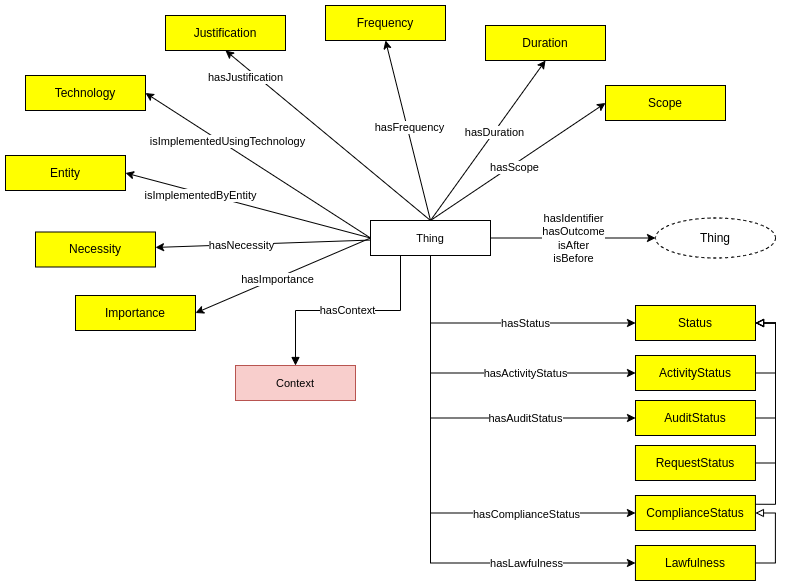 Frequency
Justification
Duration
hasJustification
Technology
Scope
hasFrequency
hasDuration
isImplementedUsingTechnology
hasScope
Entity
isImplementedByEntity
hasIdentifier
hasOutcome
isAfter
isBefore
Thing
Thing
Necessity
hasNecessity
hasImportance
Importance
hasContext
hasStatus
Status
hasActivityStatus
ActivityStatus
Context
hasAuditStatus
AuditStatus
RequestStatus
hasComplianceStatus
ComplianceStatus
hasLawfulness
Lawfulness